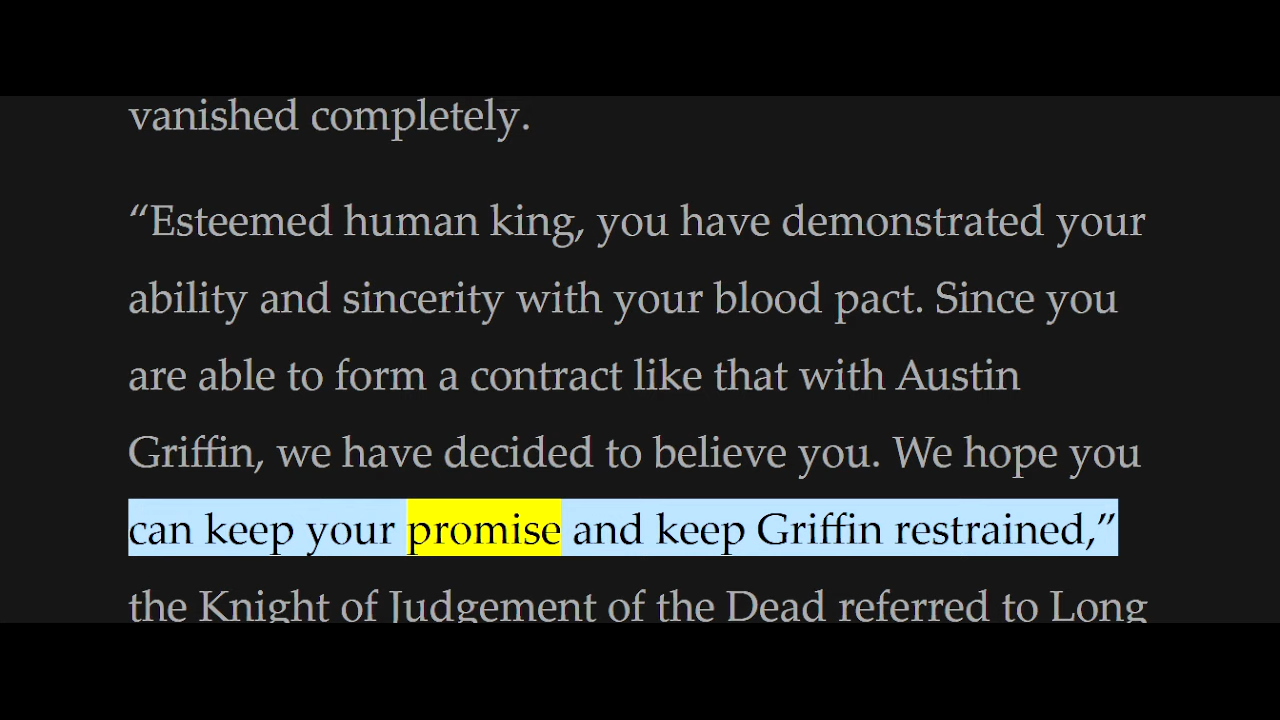 vanished completely.
“Esteemed human king, you have demonstrated your
ability and sincerity with your blood pact. Since you
are able to form a contract like that with Austin
Griffin, we have decided to believe you. We hope you
can keep your promise and keep Griffin restrained,”
the Knight of Judgement of the Dead referred to Long